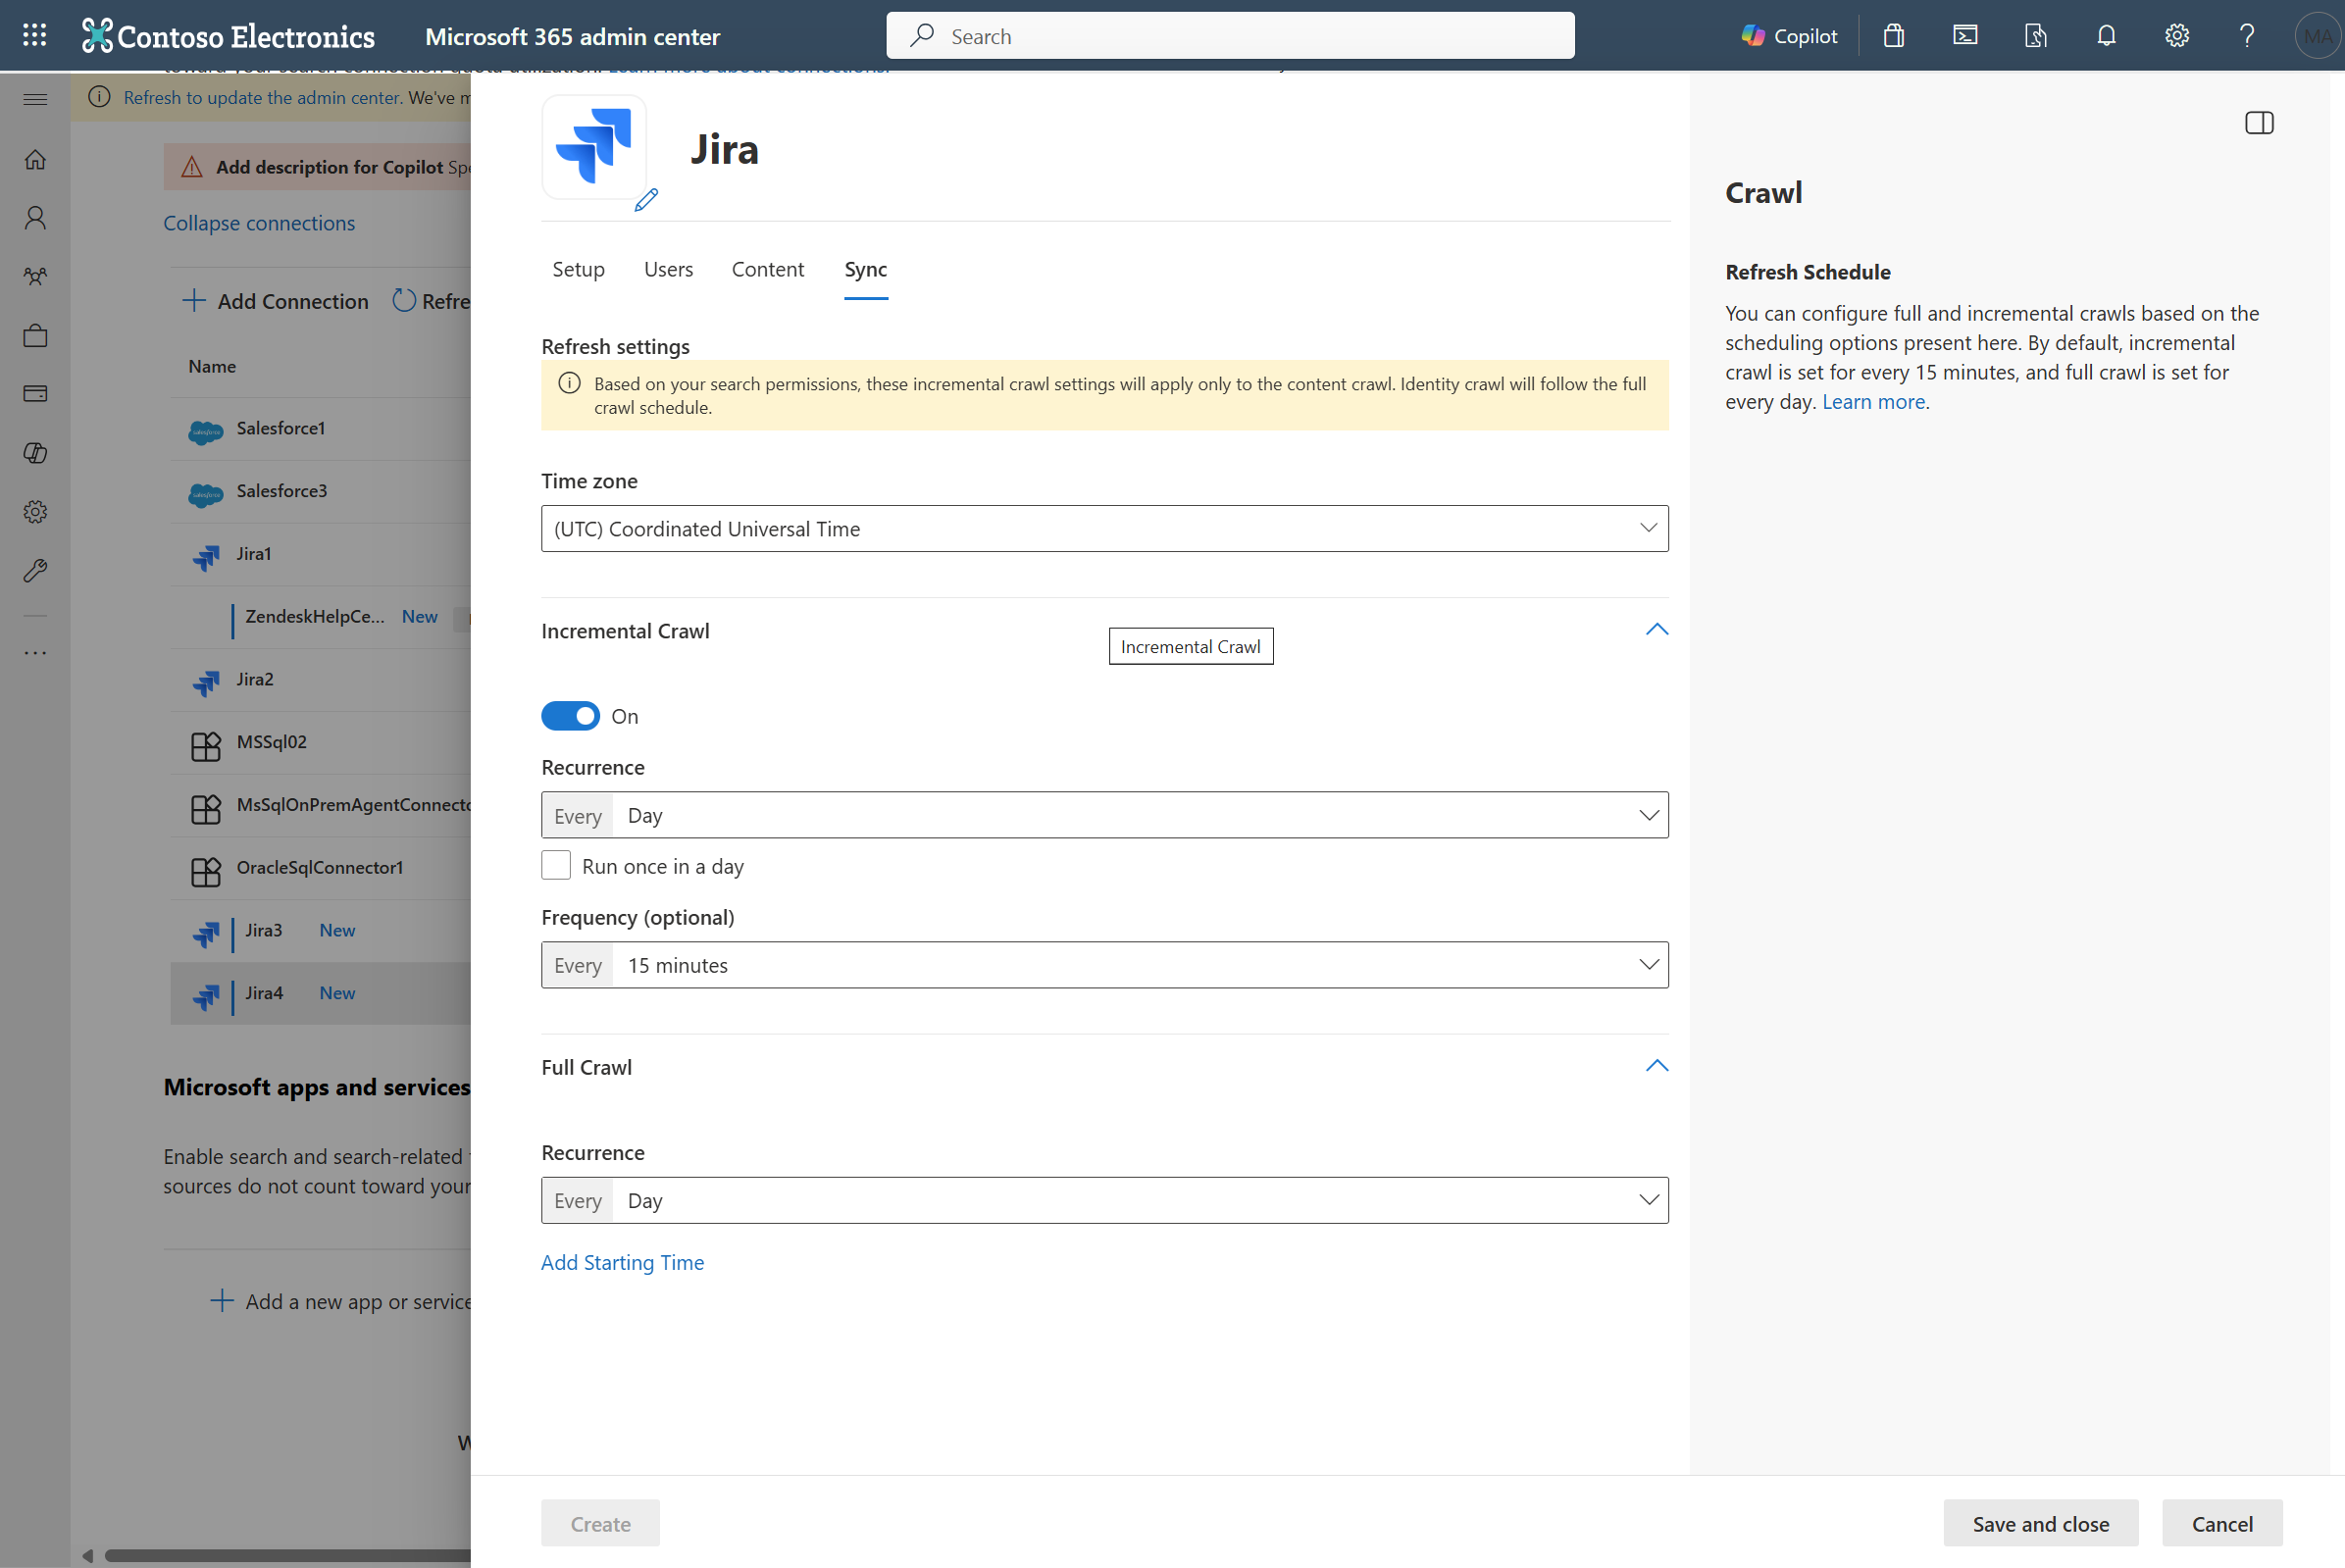 Contoso Electronics
Microsoft 365 admin center
Search
Copilot
MA
Refresh to update the admin center. We've m
Add description for Copilot Spe
Collapse connections
Add Connection
Refre
Name
Salesforce1
Salesforce3
Jira1
ZendeskHelpCe... New
Jira2
MSSql02
MsSqlOnPremAgentConnecto
OracleSqlConnector1
Jira3 New
Jira4 New
Microsoft apps and services
Enable search and search-related
sources do not count toward your
Add a new app or service
W
Jira
Setup
Users
Content
Sync
Refresh settings
Based on your search permissions, these incremental crawl settings will apply only to the content crawl. Identity crawl will follow the full
crawl schedule.
Time zone
(UTC) Coordinated Universal Time
Incremental Crawl
Incremental Crawl
On
Recurrence
Every Day
Run once in a day
Frequency (optional)
Every 15 minutes
Full Crawl
Recurrence
Every Day
Add Starting Time
Create
Save and close
Cancel
Crawl
Refresh Schedule
You can configure full and incremental crawls based on the
scheduling options present here. By default, incremental
crawl is set for every 15 minutes, and full crawl is set for
every day. Learn more.